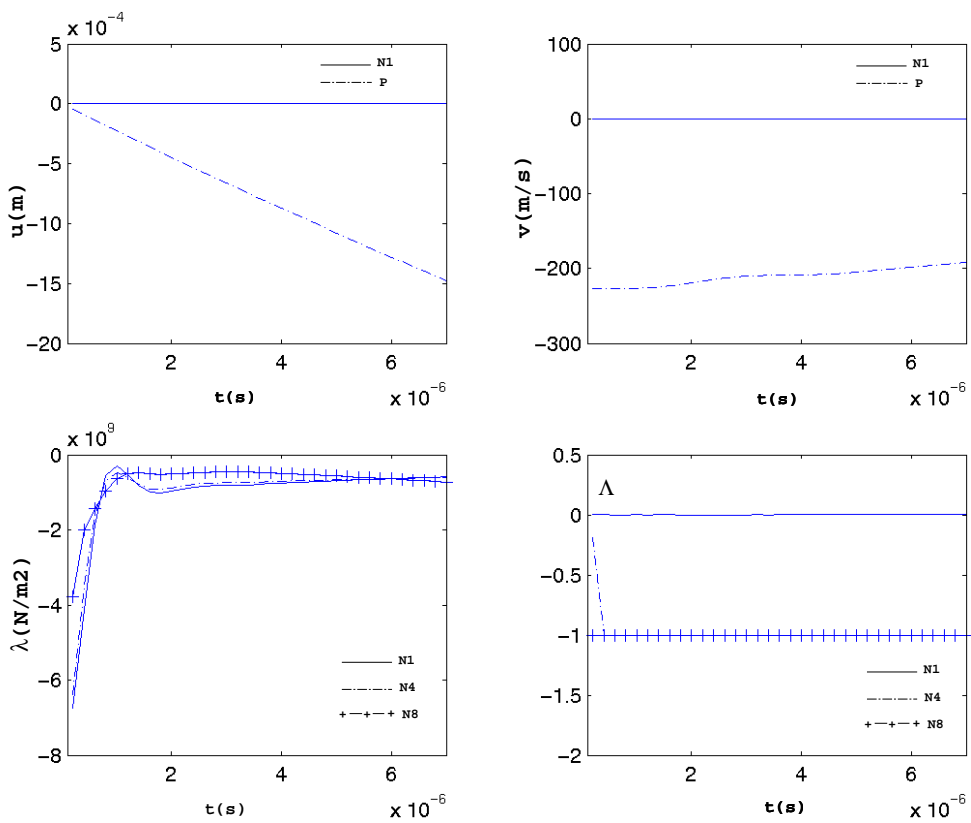 x 10⁻⁴
5
0
−5
−10
−15
−20
u(m)
N1
P
2
4
6
t(s)
x 10⁻⁶
100
0
−100
−200
−300
v(m/s)
N1
P
2
4
6
t(s)
x 10⁻⁶
x 10⁹
0
−2
−4
−6
−8
λ(N/m2)
N1
N4
N8
2
4
6
t(s)
x 10⁻⁶
0.5
0
−0.5
−1
−1.5
−2
Λ
N1
N4
N8
2
4
6
t(s)
x 10⁻⁶